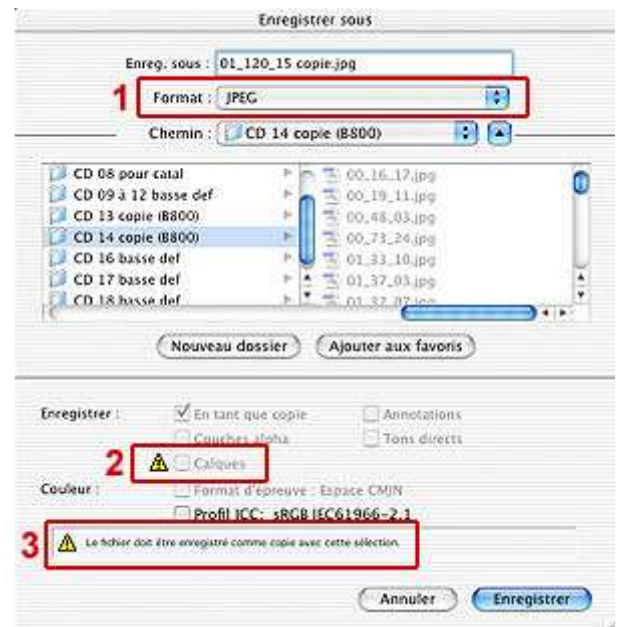 Enregistrer sous
Enreg. sous : 01_120_15 copie.jpg
1 Format : JPEG
Chemin : CD 14 copie (B800)
CD 08 pour catal 00_16_17.jpg
CD 09 à 12 basse def 00_19_11.jpg
CD 13 copie (B800) 00_48_03.jpg
CD 14 copie (B800) 00_73_24.jpg
CD 16 basse def 01_33_10.jpg
CD 17 basse def 01_37_03.jpg
CD 18 basse def 01_37_07.jpg
Nouveau dossier Ajouter aux favoris
Enregistrer : En tant que copie Annotations
Couches alpha Tons directs
2 Calques
Couleur : Format d'épreuve : Espace CMJN
Profil ICC: sRGB IEC61966-2.1
3 Le fichier doit être enregistré comme copie avec cette sélection.
Annuler Enregistrer